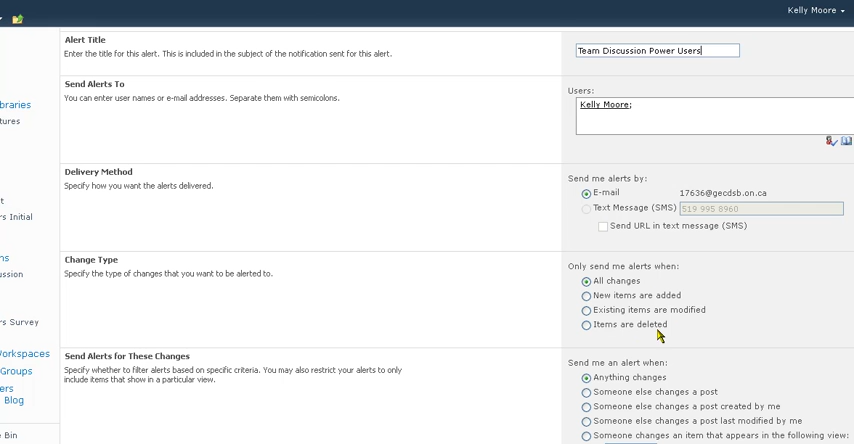 Kelly Moore
Alert Title
Enter the title for this alert. This is included in the subject of the notification sent for this alert.
Team Discussion Power Users
Send Alerts To
You can enter user names or e-mail addresses. Separate them with semicolons.
Users:
Kelly Moore;
Delivery Method
Specify how you want the alerts delivered.
Send me alerts by:
E-mail 17636@gecdsb.on.ca
Text Message (SMS) 519 995 8960
Send URL in text message (SMS)
Change Type
Specify the type of changes that you want to be alerted to.
Only send me alerts when:
All changes
New items are added
Existing items are modified
Items are deleted
Send Alerts for These Changes
Specify whether to filter alerts based on specific criteria. You may also restrict your alerts to only
include items that show in a particular view.
Send me an alert when:
Anything changes
Someone else changes a post
Someone else changes a post created by me
Someone else changes a post last modified by me
Someone changes an item that appears in the following view:
braries
tures
t
rs Initial
ns
ussion
rs Survey
Workspaces
Groups
ers
Blog
e Bin